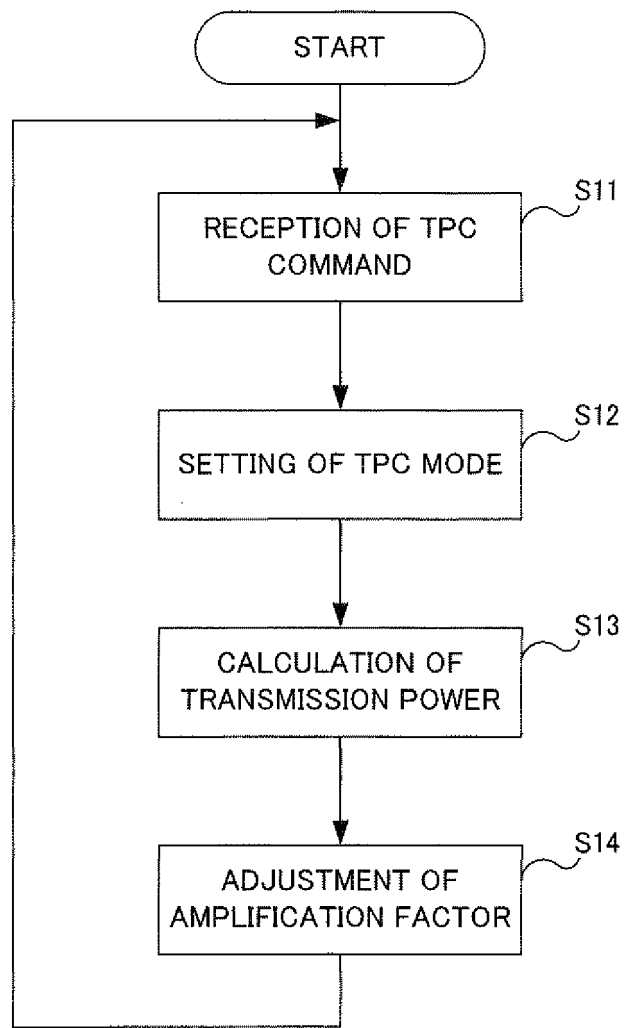 START
S11
RECEPTION OF TPC
COMMAND
S12
SETTING OF TPC MODE
S13
CALCULATION OF
TRANSMISSION POWER
S14
ADJUSTMENT OF
AMPLIFICATION FACTOR